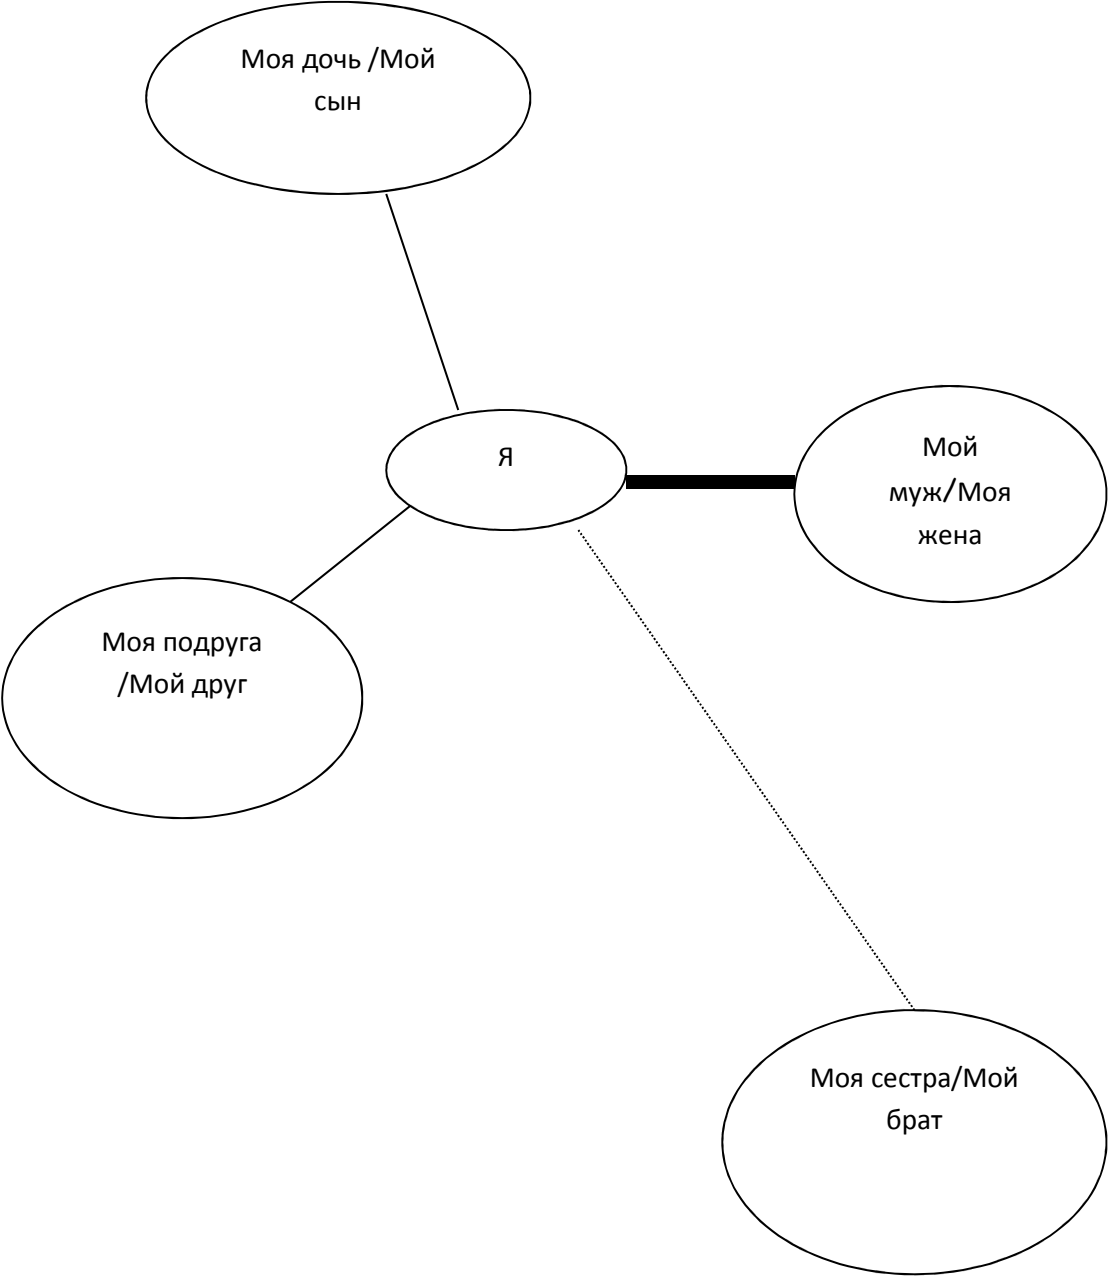 Моя дочь /Мой
сын
Я
Мой
муж/Моя
жена
Моя подруга
/Мой друг
Моя сестра/Мой
брат